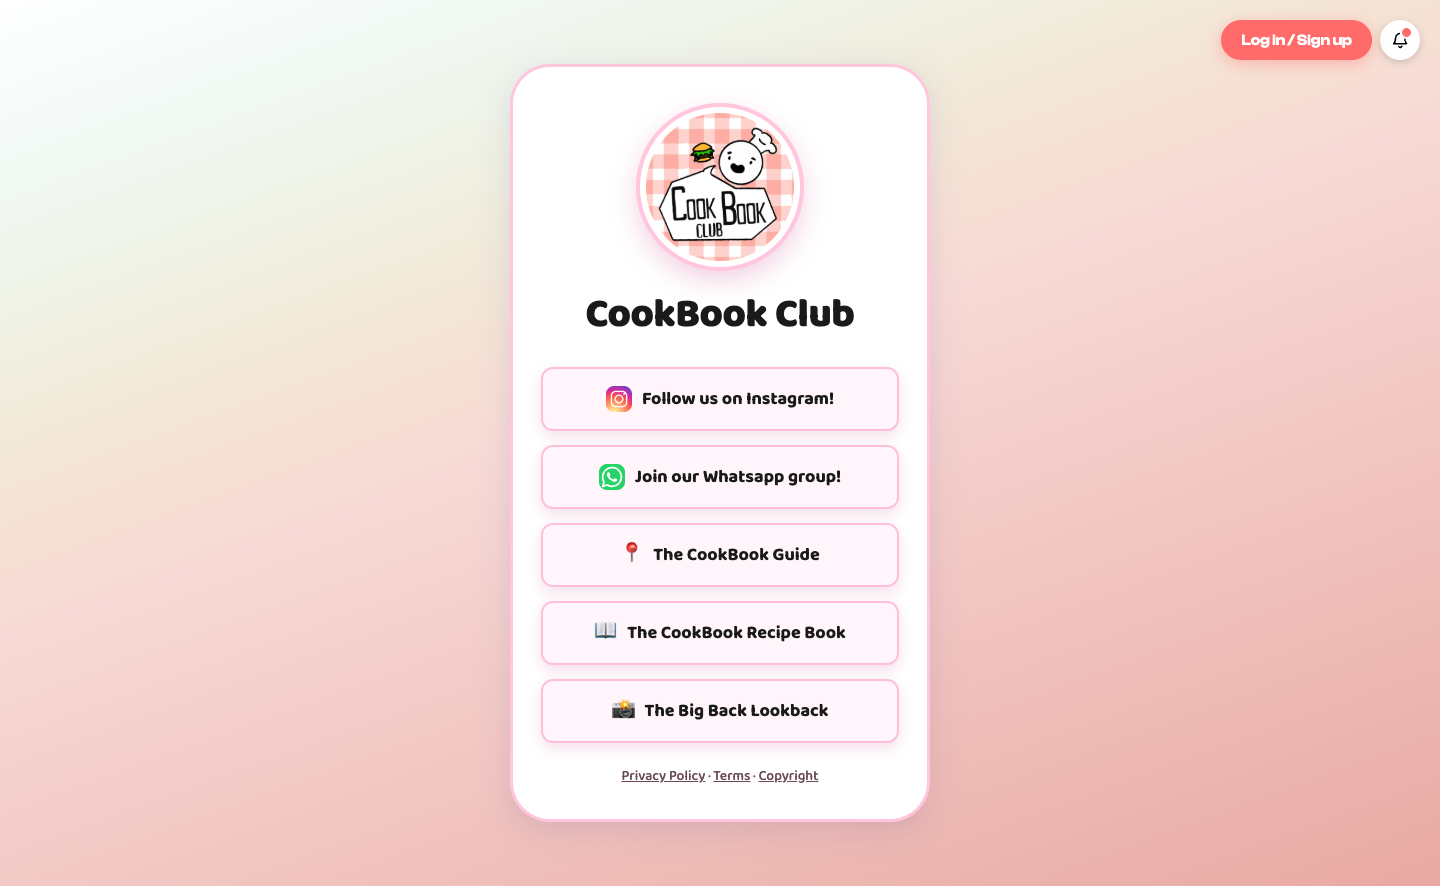 Log in / Sign up
COOK BOOK
CLUB
CookBook Club
Follow us on Instagram!
Join our Whatsapp group!
The CookBook Guide
The CookBook Recipe Book
The Big Back Lookback
Privacy Policy · Terms · Copyright